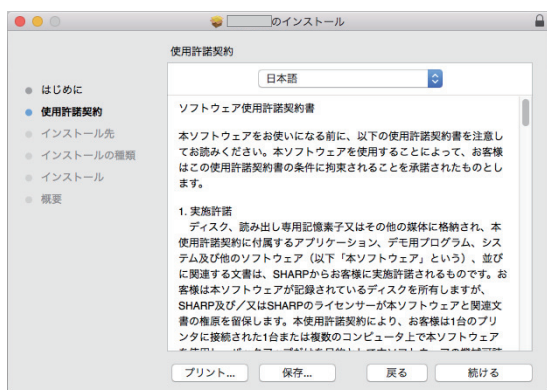 のインストール
使用許諾契約
日本語
はじめに
使用許諾契約
インストール先
インストールの種類
インストール
概要
ソフトウェア使用許諾契約書
本ソフトウェアをお使いになる前に、以下の使用許諾契約書を注意し
てお読みください。本ソフトウェアを使用することによって、お客様
はこの使用許諾契約書の条件に拘束されることを承諾されたものとし
ます。
1. 実施許諾
ディスク、読み出し専用記憶素子又はその他の媒体に格納され、本
使用許諾契約に付属するアプリケーション、デモ用プログラム、シス
テム及び他のソフトウェア（以下「本ソフトウェア」という）、並び
に関連する文書は、SHARPからお客様に実施許諾されるものです。お
客様は本ソフトウェアが記録されているディスクを所有しますが、
SHARP及び／又はSHARPのライセンサーが本ソフトウェアと関連文
書の権原を留保します。本使用許諾契約により、お客様は1台のプリ
ンタに接続された1台または複数のコンピュータ上で本ソフトウェア
プリント...
保存...
戻る
続ける